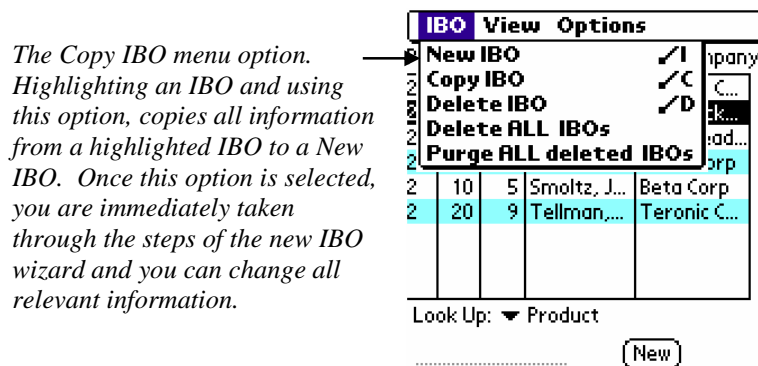 The Copy IBO menu option.
Highlighting an IBO and using
this option, copies all information
from a highlighted IBO to a New
IBO. Once this option is selected,
you are immediately taken
through the steps of the new IBO
wizard and you can change all
relevant information.
IBO View Options
New IBO /I
Copy IBO /C
Delete IBO /D
Delete ALL IBOs
Purge ALL deleted IBOs
2 10 5 Smoltz, J... Beta Corp
2 20 9 Tellman,... Teronic C...
Look Up: Product
New